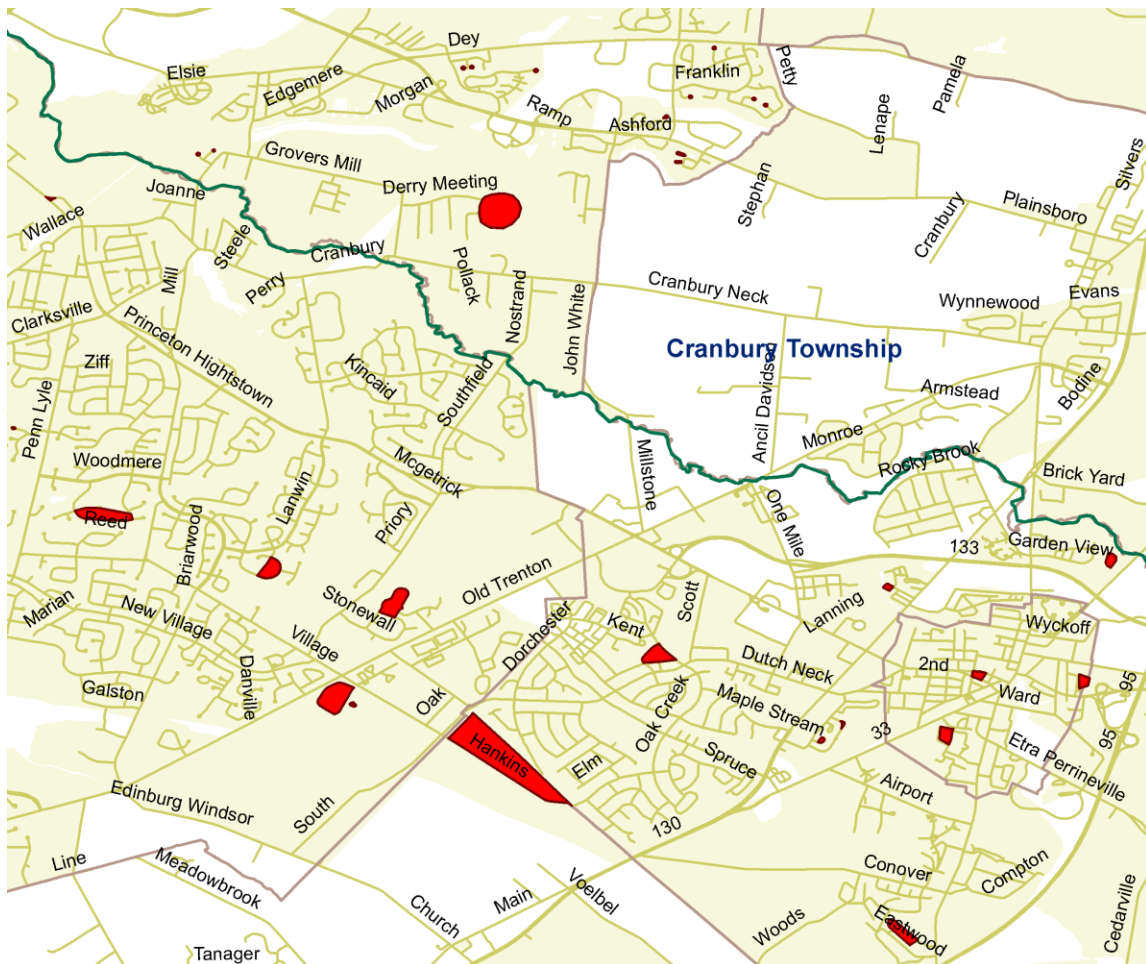 Dey
Petty
Elsie
Edgemere
Morgan
Franklin
Pamela
Ramp
Ashford
Lenape
Silvers
Grovers Mill
Joanne
Derry Meeting
Stephan
Plainsboro
Wallace
Steele
Cranbury
Cranbury
Pollack
Mill
Perry
Nostrand
John White
Cranbury Neck
Wynnewood
Evans
Clarksville
Princeton Hightstown
Ziff
Kincaid
Southfield
Cranbury Township
Ancil Davidson
Armstead
Bodine
Penn Lyle
Monroe
Woodmere
Mcgetrick
Millstone
Rocky Brook
Brick Yard
Lanwin
Reed
Priory
One Mile
Briarwood
133
Garden View
Old Trenton
Stonewall
Marian
New Village
Scott
Lanning
Dorchester
Kent
Wyckoff
Village
2nd
Dutch Neck
Danville
Galston
Oak
Oak Creek
Maple Stream
Ward
95
33
Hankins
Elm
Spruce
95
Etra Perrineville
Edinburg Windsor
South
130
Airport
Line
Meadowbrook
Voelbel
Conover
Compton
Church
Main
Woods
Eastwood
Cedarville
Tanager